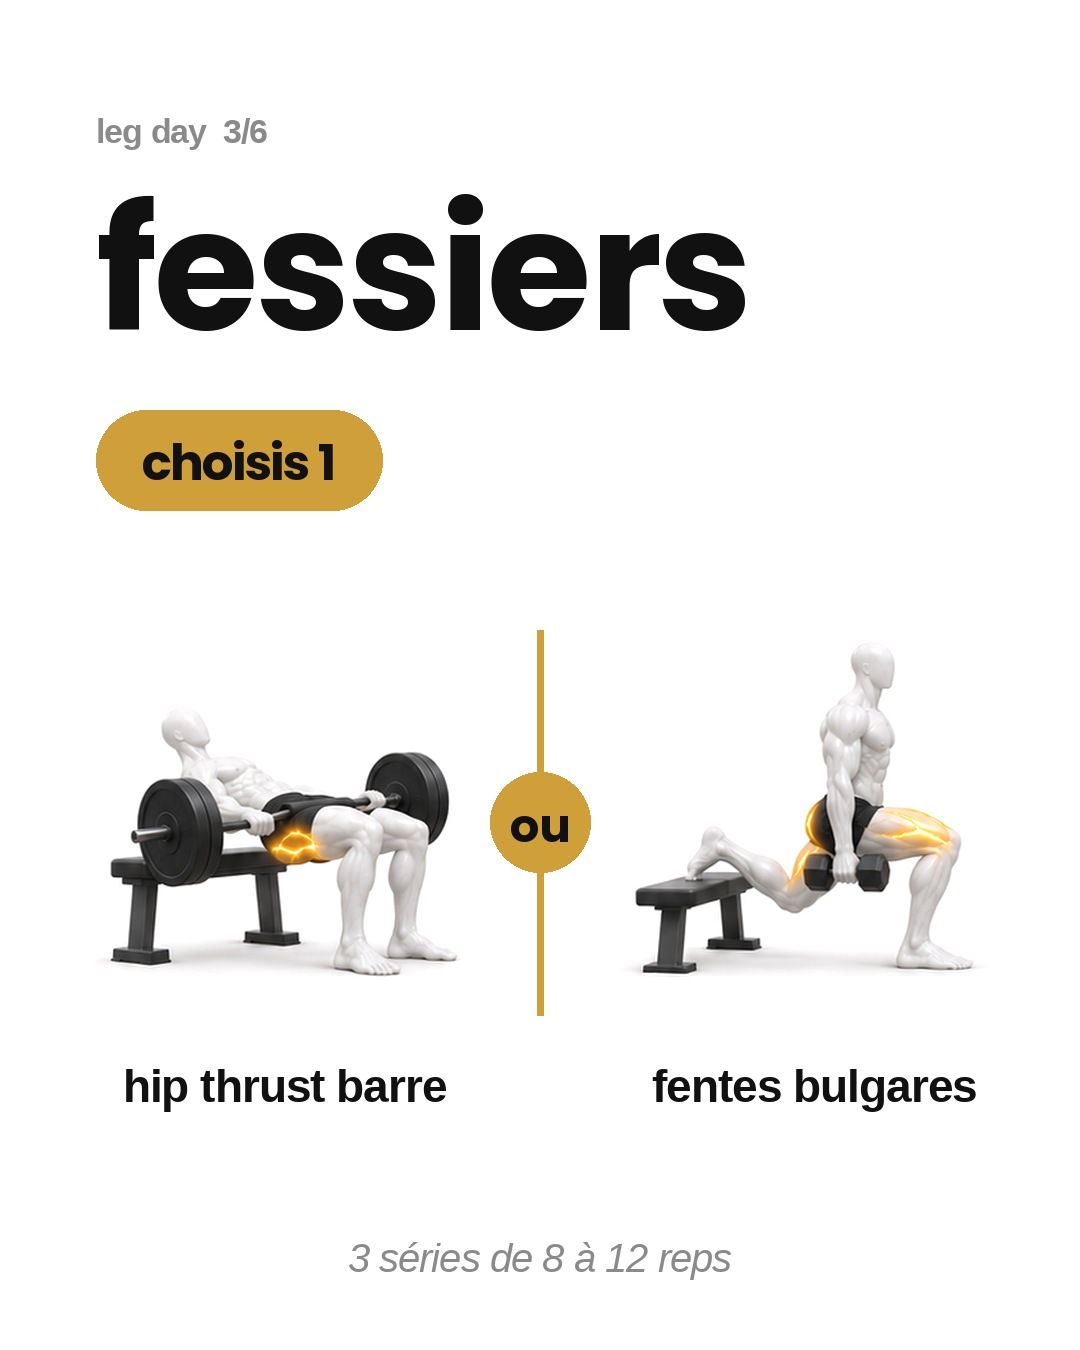 leg day 3/6
fessiers
choisis 1
ou
hip thrust barre
fentes bulgares
3 séries de 8 à 12 reps